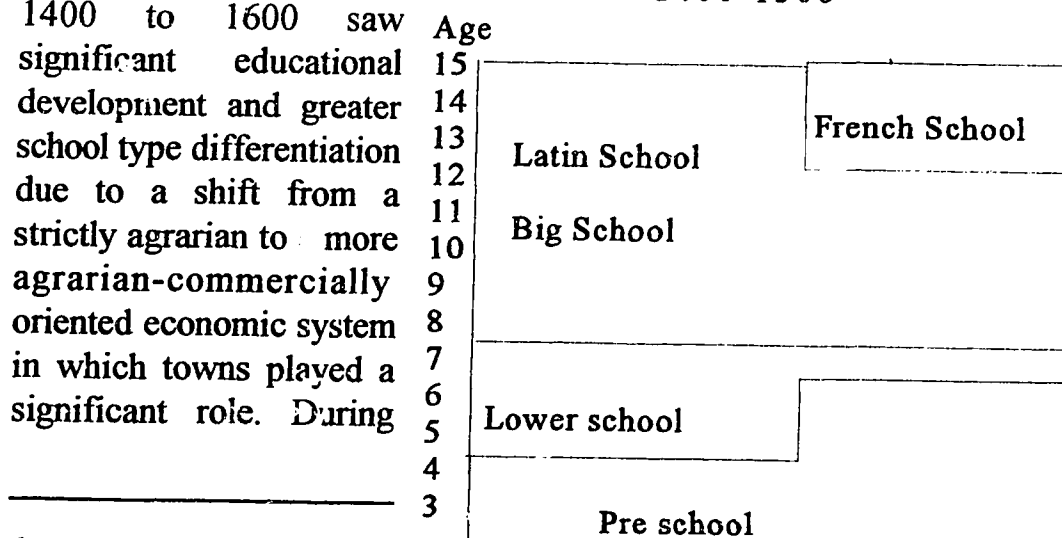 1400 to 1600 saw
significant educational
development and greater
school type differentiation
due to a shift from a
strictly agrarian to more
agrarian-commercially
oriented economic system
in which towns played a
significant role. During
Age
15
14
13
12
11
10
9
8
7
6
5
4
3
French School
Latin School
Big School
Lower school
Pre school